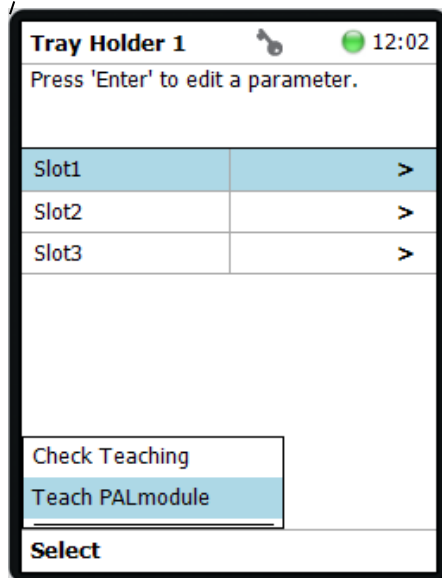 Tray Holder 1 12:02
Press 'Enter' to edit a parameter.
Slot1 >
Slot2 >
Slot3 >
Check Teaching
Teach PALmodule
Select